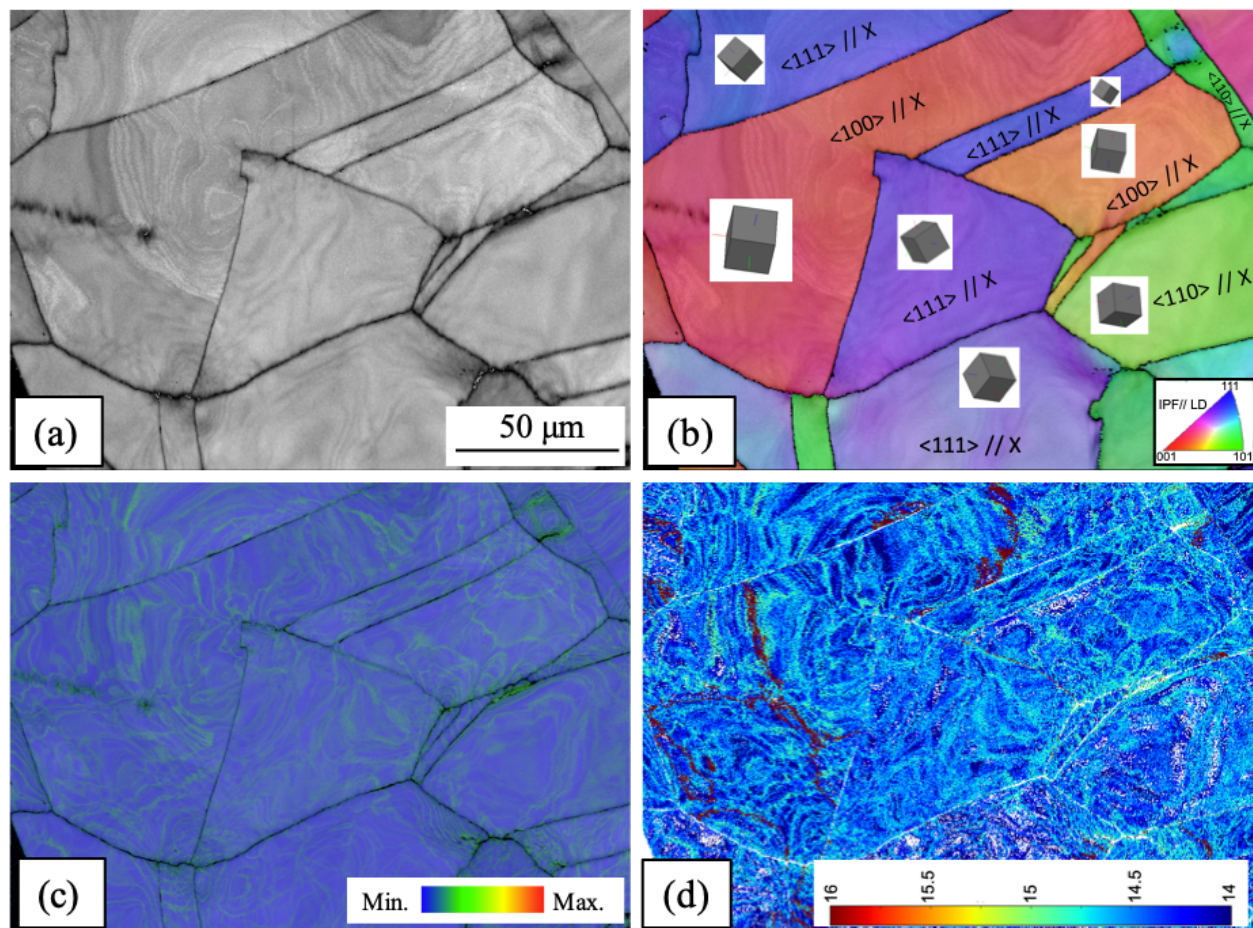 (a)
50 μm
(b)
<111> // X
<100> // X
<111> // X
<110> // X
<100> // X
<111> // X
<110> // X
<111> // X
IPF// LD
111
001
101
(c)
Min.
Max.
(d)
16
15.5
15
14.5
14